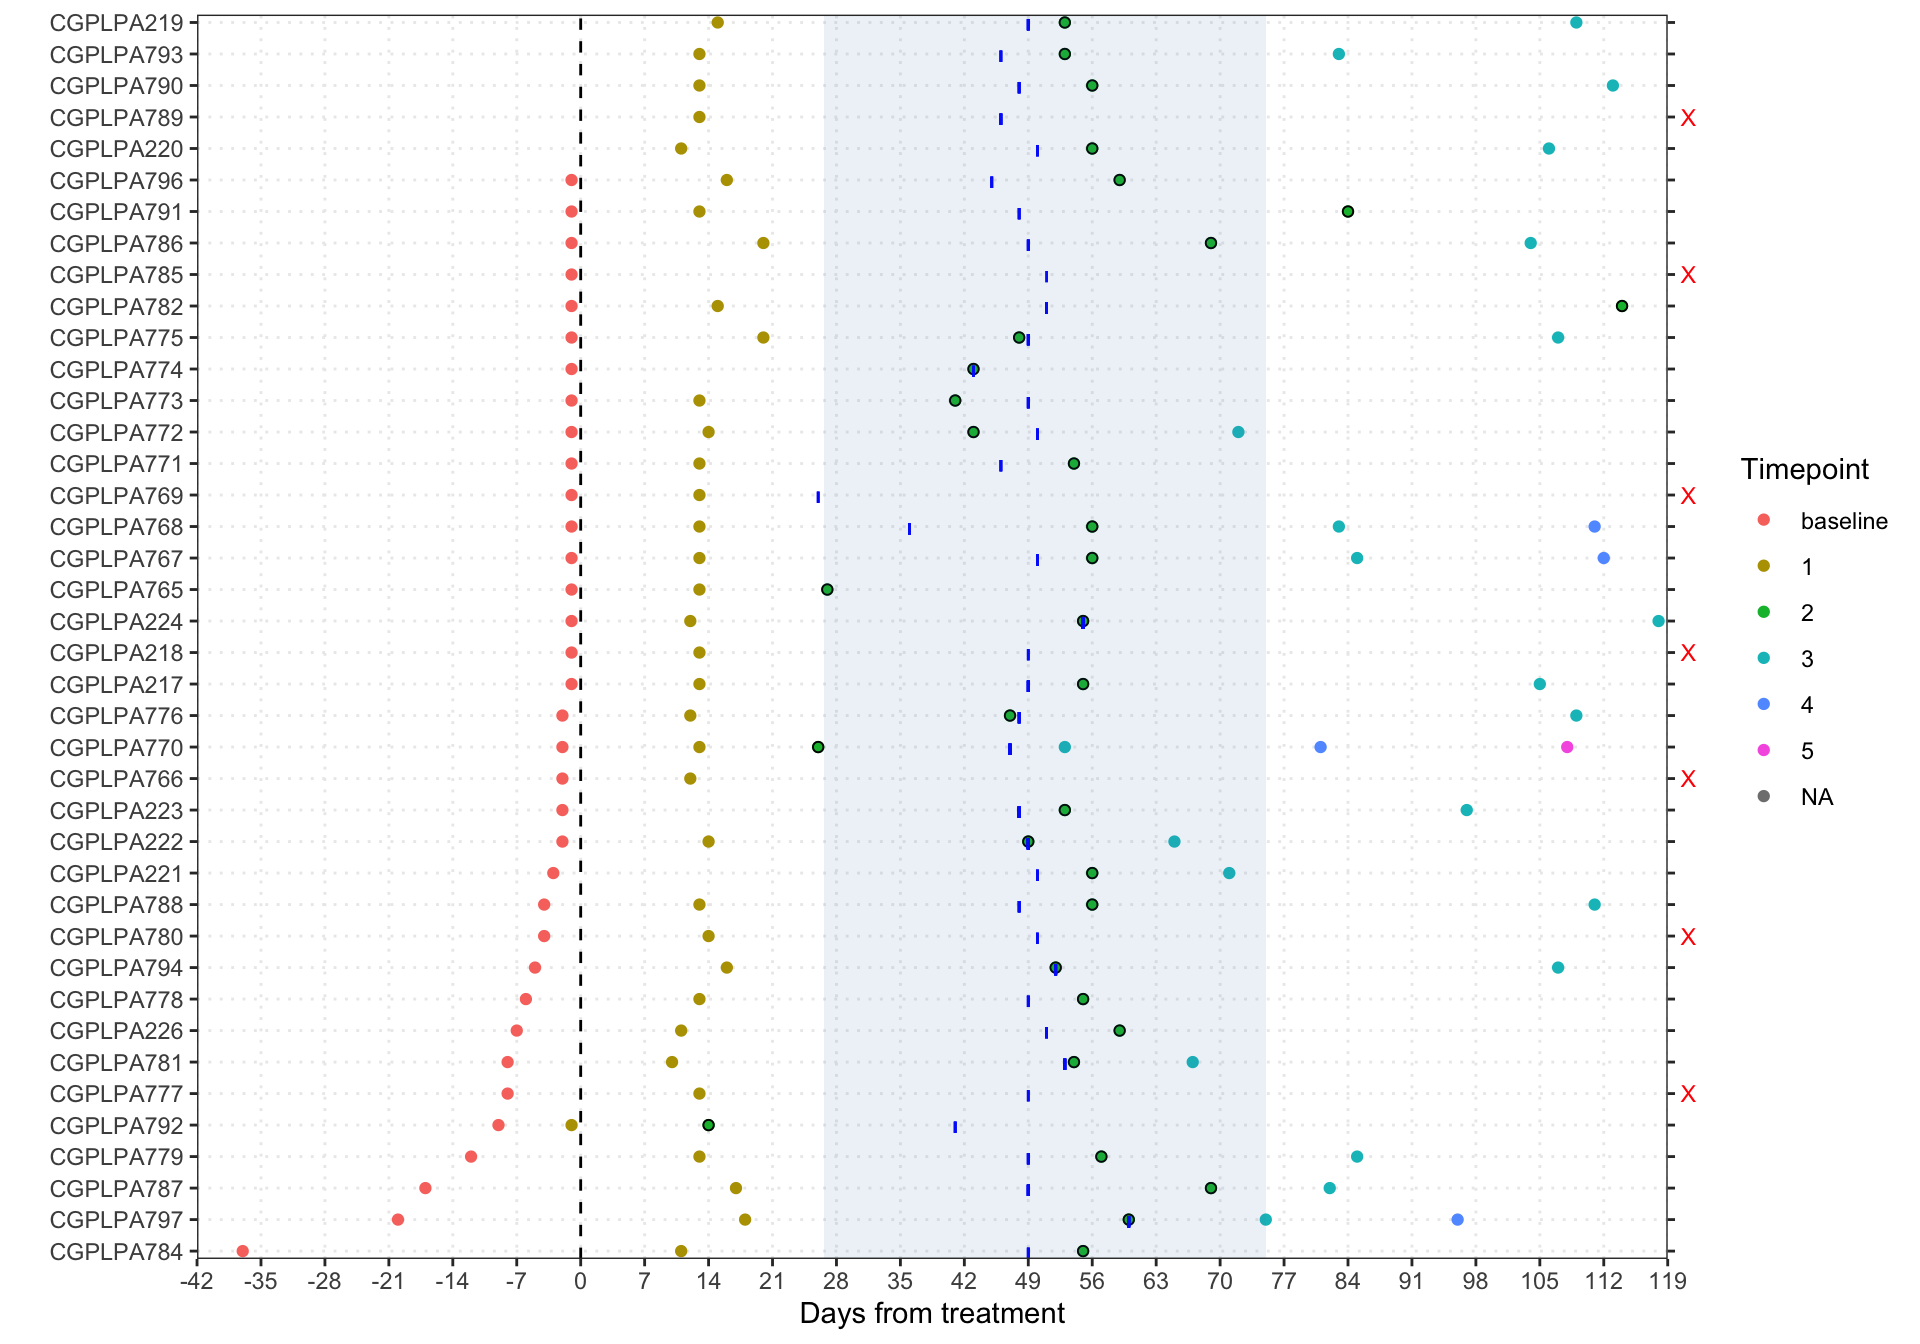 CGPLPA219
CGPLPA793
CGPLPA790
CGPLPA789 X
CGPLPA220
CGPLPA796
CGPLPA791
CGPLPA786
CGPLPA785 X
CGPLPA782
CGPLPA775
CGPLPA774
CGPLPA773
CGPLPA772
CGPLPA771
CGPLPA769 X
CGPLPA768
CGPLPA767
CGPLPA765
CGPLPA224
CGPLPA218 X
CGPLPA217
CGPLPA776
CGPLPA770
CGPLPA766 X
CGPLPA223
CGPLPA222
CGPLPA221
CGPLPA788
CGPLPA780 X
CGPLPA794
CGPLPA778
CGPLPA226
CGPLPA781
CGPLPA777 X
CGPLPA792
CGPLPA779
CGPLPA787
CGPLPA797
CGPLPA784
-42 -35 -28 -21 -14 -7 0 7 14 21 28 35 42 49 56 63 70 77 84 91 98 105 112 119
Days from treatment
Timepoint
baseline
1
2
3
4
5
NA